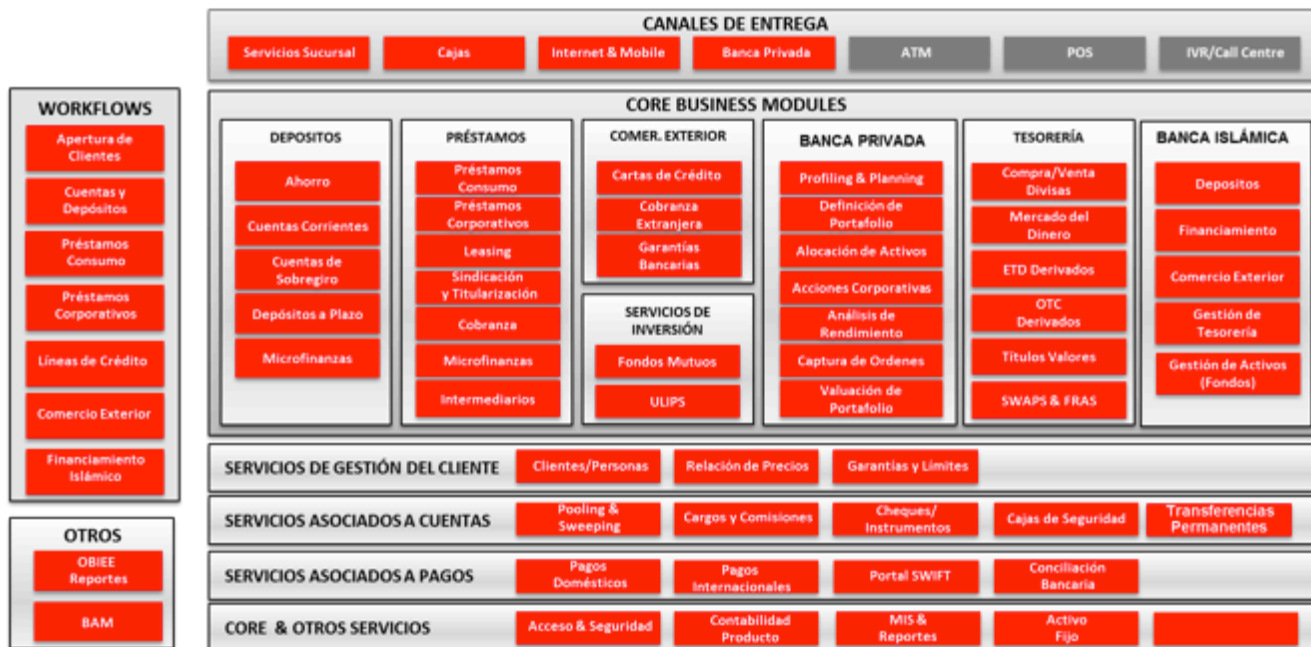 CANALES DE ENTREGA
Servicios Sucursal
Cajas
Internet & Mobile
Banca Privada
ATM
POS
IVR/Call Centre
WORKFLOWS
Apertura de
Clientes
Cuentas y
Depósitos
Préstamos
Consumo
Préstamos
Corporativos
Líneas de Crédito
Comercio Exterior
Financiamiento
Islámico
OTROS
OBIEE
Reportes
BAM
CORE BUSINESS MODULES
DEPOSITOS
Ahorro
Cuentas Corrientes
Cuentas de
Sobregiro
Depósitos a Plazo
Microfinanzas
PRÉSTAMOS
Préstamos
Consumo
Préstamos
Corporativos
Leasing
Sindicación
y Titularización
Cobranza
Microfinanzas
Intermediarios
COMER. EXTERIOR
Cartas de Crédito
Cobranza
Extranjera
Garantías
Bancarias
SERVICIOS DE
INVERSIÓN
Fondos Mutuos
ULIPS
BANCA PRIVADA
Profiling & Planning
Definición de
Portafolio
Alocación de Activos
Acciones Corporativas
Análisis de
Rendimiento
Captura de Ordenes
Valuación de
Portafolio
TESORERÍA
Compra/Venta
Divisas
Mercado del
Dinero
ETD Derivados
OTC
Derivados
Títulos Valores
SWAPS & FRAS
BANCA ISLÁMICA
Depositos
Financiamiento
Comercio Exterior
Gestión de
Tesorería
Gestión de Activos
(Fondos)
SERVICIOS DE GESTIÓN DEL CLIENTE
Clientes/Personas
Relación de Precios
Garantías y Límites
SERVICIOS ASOCIADOS A CUENTAS
Pooling &
Sweeping
Cargos y Comisiones
Cheques/
Instrumentos
Cajas de Seguridad
Transferencias
Permanentes
SERVICIOS ASOCIADOS A PAGOS
Pagos
Domésticos
Pagos
Internacionales
Portal SWIFT
Conciliación
Bancaria
CORE & OTROS SERVICIOS
Acceso & Seguridad
Contabilidad
Producto
MIS &
Reportes
Activo
Fijo